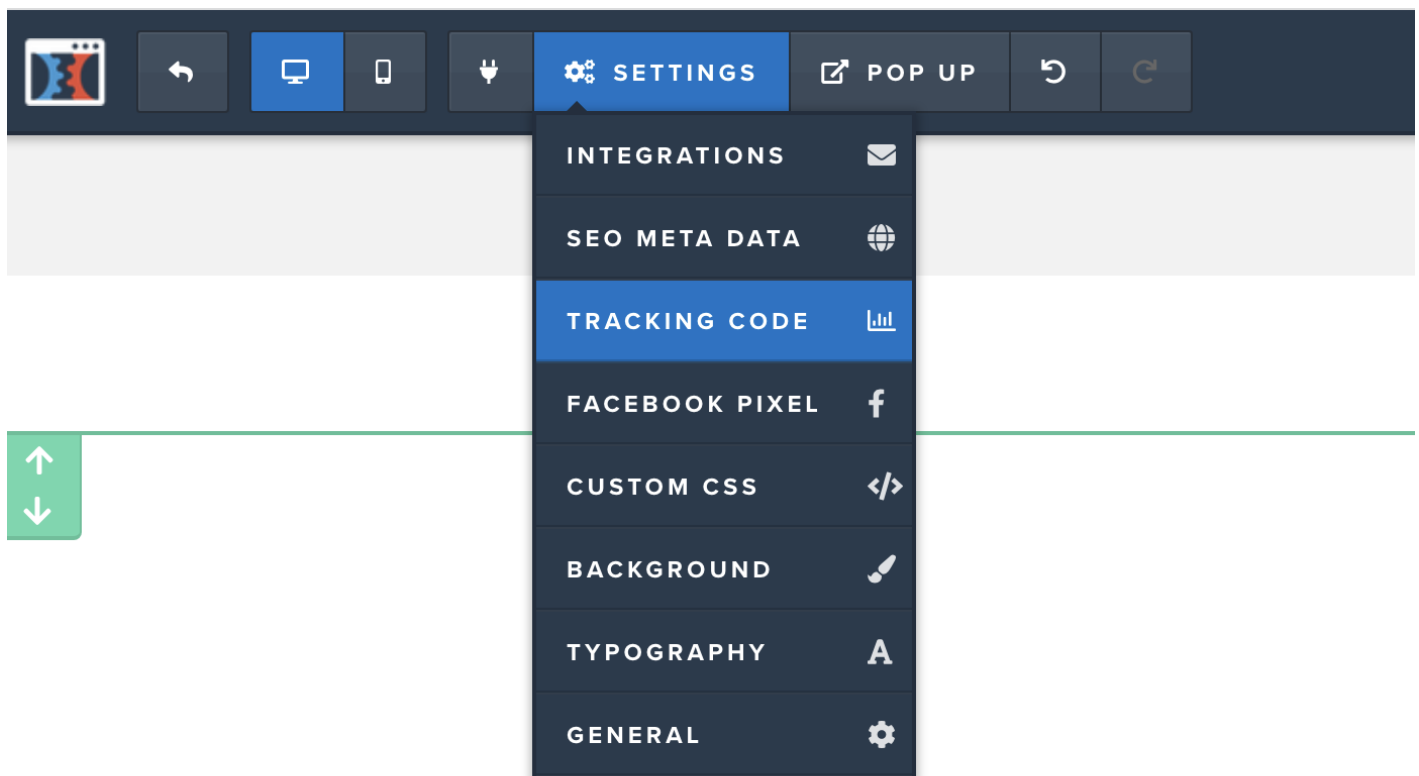 SETTINGS
POP UP
INTEGRATIONS
SEO META DATA
TRACKING CODE
FACEBOOK PIXEL
CUSTOM CSS
BACKGROUND
TYPOGRAPHY
GENERAL